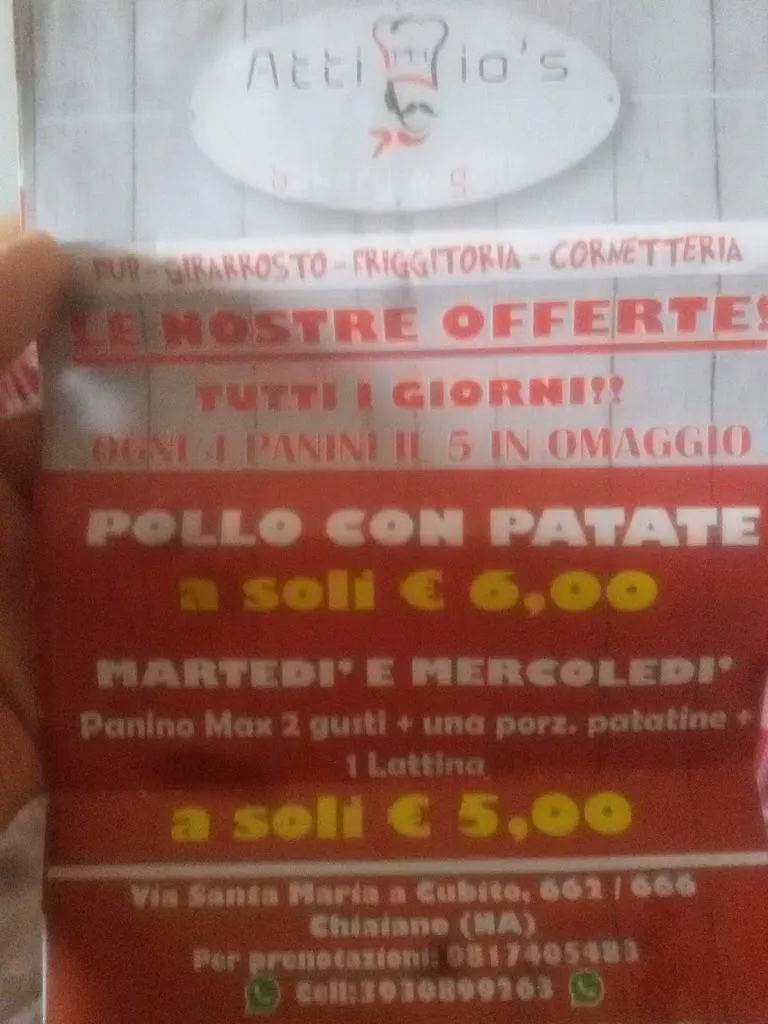 Atti io's
PUB - GIRARROSTO - FRIGGITORIA - CORNETTERIA
LE NOSTRE OFFERTE!
TUTTI I GIORNI!!
OGNI 4 PANINI IL 5 IN OMAGGIO
POLLO CON PATATE
a soli € 6,00
MARTEDI' E MERCOLEDI'
Panino Max 2 gusti + una porz. patatine +
1 Lattina
a soli € 5,00
Via Santa Maria a Cubito, 662 / 666
Chiaiano (NA)
Per prenotazioni: 0817405483
Cell:3930899263